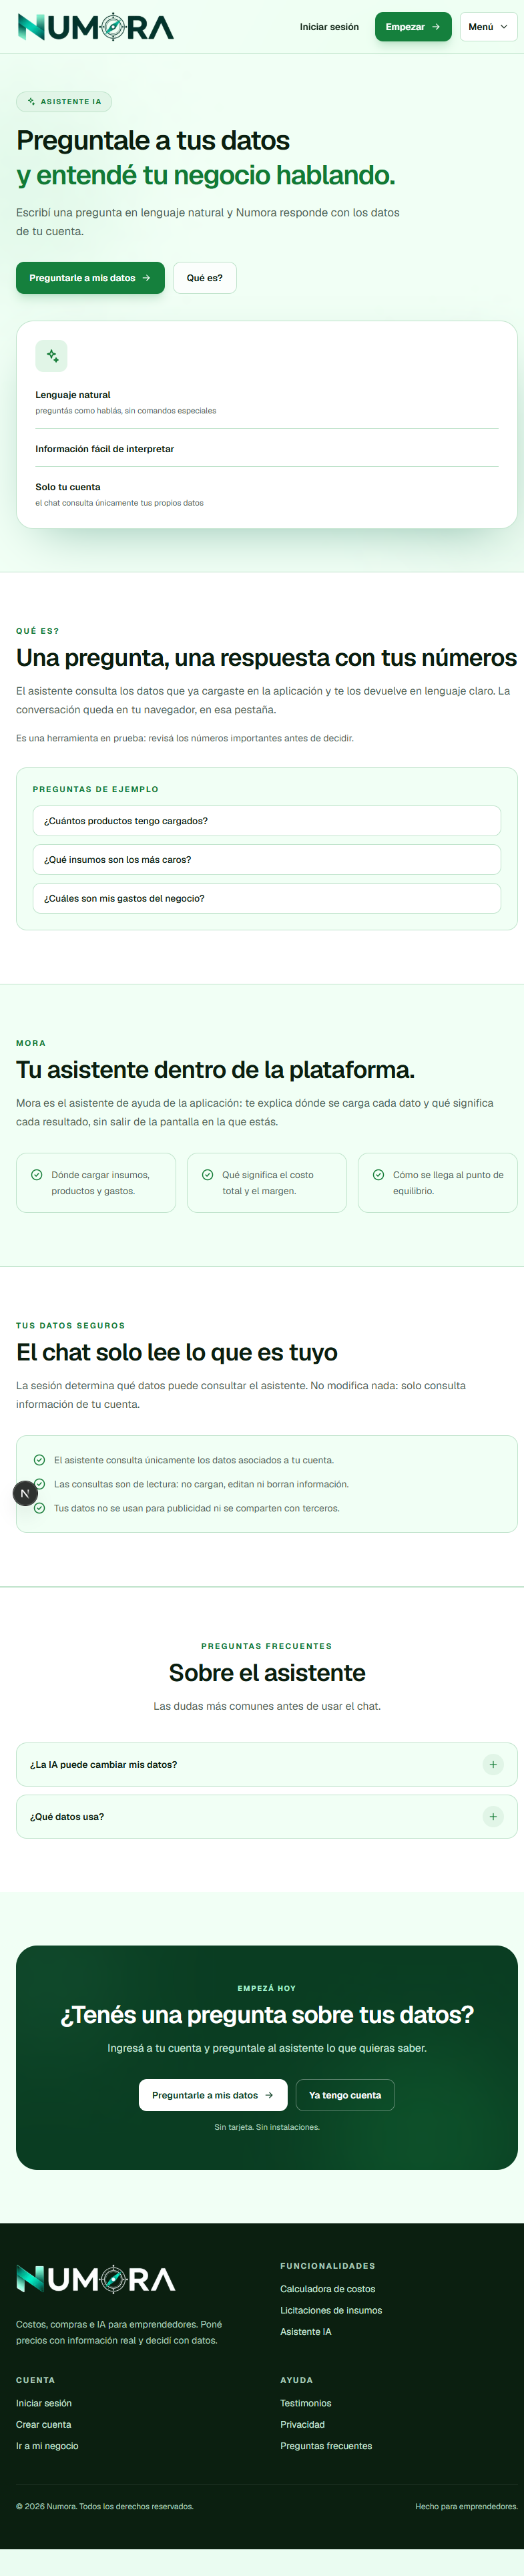 NUMORA
Iniciar sesión
Empezar →
Menú
ASISTENTE IA
Preguntale a tus datos
y entendé tu negocio hablando.
Escribí una pregunta en lenguaje natural y Numora responde con los datos
de tu cuenta.
Preguntarle a mis datos →
Qué es?
Lenguaje natural
preguntás como hablás, sin comandos especiales
Información fácil de interpretar
Solo tu cuenta
el chat consulta únicamente tus propios datos
QUÉ ES?
Una pregunta, una respuesta con tus números
El asistente consulta los datos que ya cargaste en la aplicación y te los devuelve en lenguaje claro. La
conversación queda en tu navegador, en esa pestaña.
Es una herramienta en prueba: revisá los números importantes antes de decidir.
PREGUNTAS DE EJEMPLO
¿Cuántos productos tengo cargados?
¿Qué insumos son los más caros?
¿Cuáles son mis gastos del negocio?
MORA
Tu asistente dentro de la plataforma.
Mora es el asistente de ayuda de la aplicación: te explica dónde se carga cada dato y qué significa
cada resultado, sin salir de la pantalla en la que estás.
Dónde cargar insumos,
productos y gastos.
Qué significa el costo
total y el margen.
Cómo se llega al punto de
equilibrio.
TUS DATOS SEGUROS
El chat solo lee lo que es tuyo
La sesión determina qué datos puede consultar el asistente. No modifica nada: solo consulta
información de tu cuenta.
El asistente consulta únicamente los datos asociados a tu cuenta.
Las consultas son de lectura: no cargan, editan ni borran información.
N
Tus datos no se usan para publicidad ni se comparten con terceros.
PREGUNTAS FRECUENTES
Sobre el asistente
Las dudas más comunes antes de usar el chat.
¿La IA puede cambiar mis datos?
¿Qué datos usa?
EMPEZÁ HOY
¿Tenés una pregunta sobre tus datos?
Ingresá a tu cuenta y preguntale al asistente lo que quieras saber.
Preguntarle a mis datos →
Ya tengo cuenta
Sin tarjeta. Sin instalaciones.
NUMORA
Costos, compras e IA para emprendedores. Poné
precios con información real y decidí con datos.
FUNCIONALIDADES
Calculadora de costos
Licitaciones de insumos
Asistente IA
CUENTA
Iniciar sesión
Crear cuenta
Ir a mi negocio
AYUDA
Testimonios
Privacidad
Preguntas frecuentes
© 2026 Numora. Todos los derechos reservados.
Hecho para emprendedores.